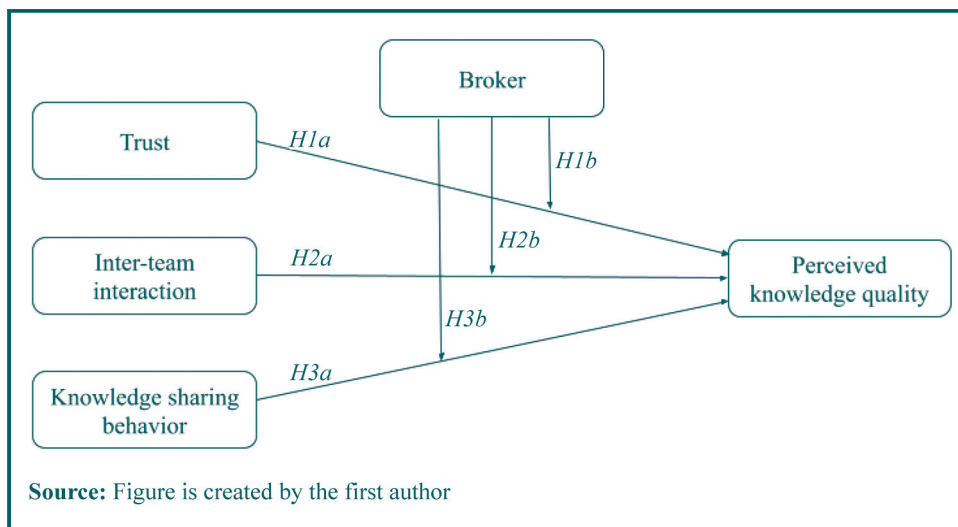 Broker
Trust
H1a
H1b
Inter-team
interaction
H2a
H2b
Perceived
knowledge quality
H3b
Knowledge sharing
behavior
H3a
Source: Figure is created by the first author